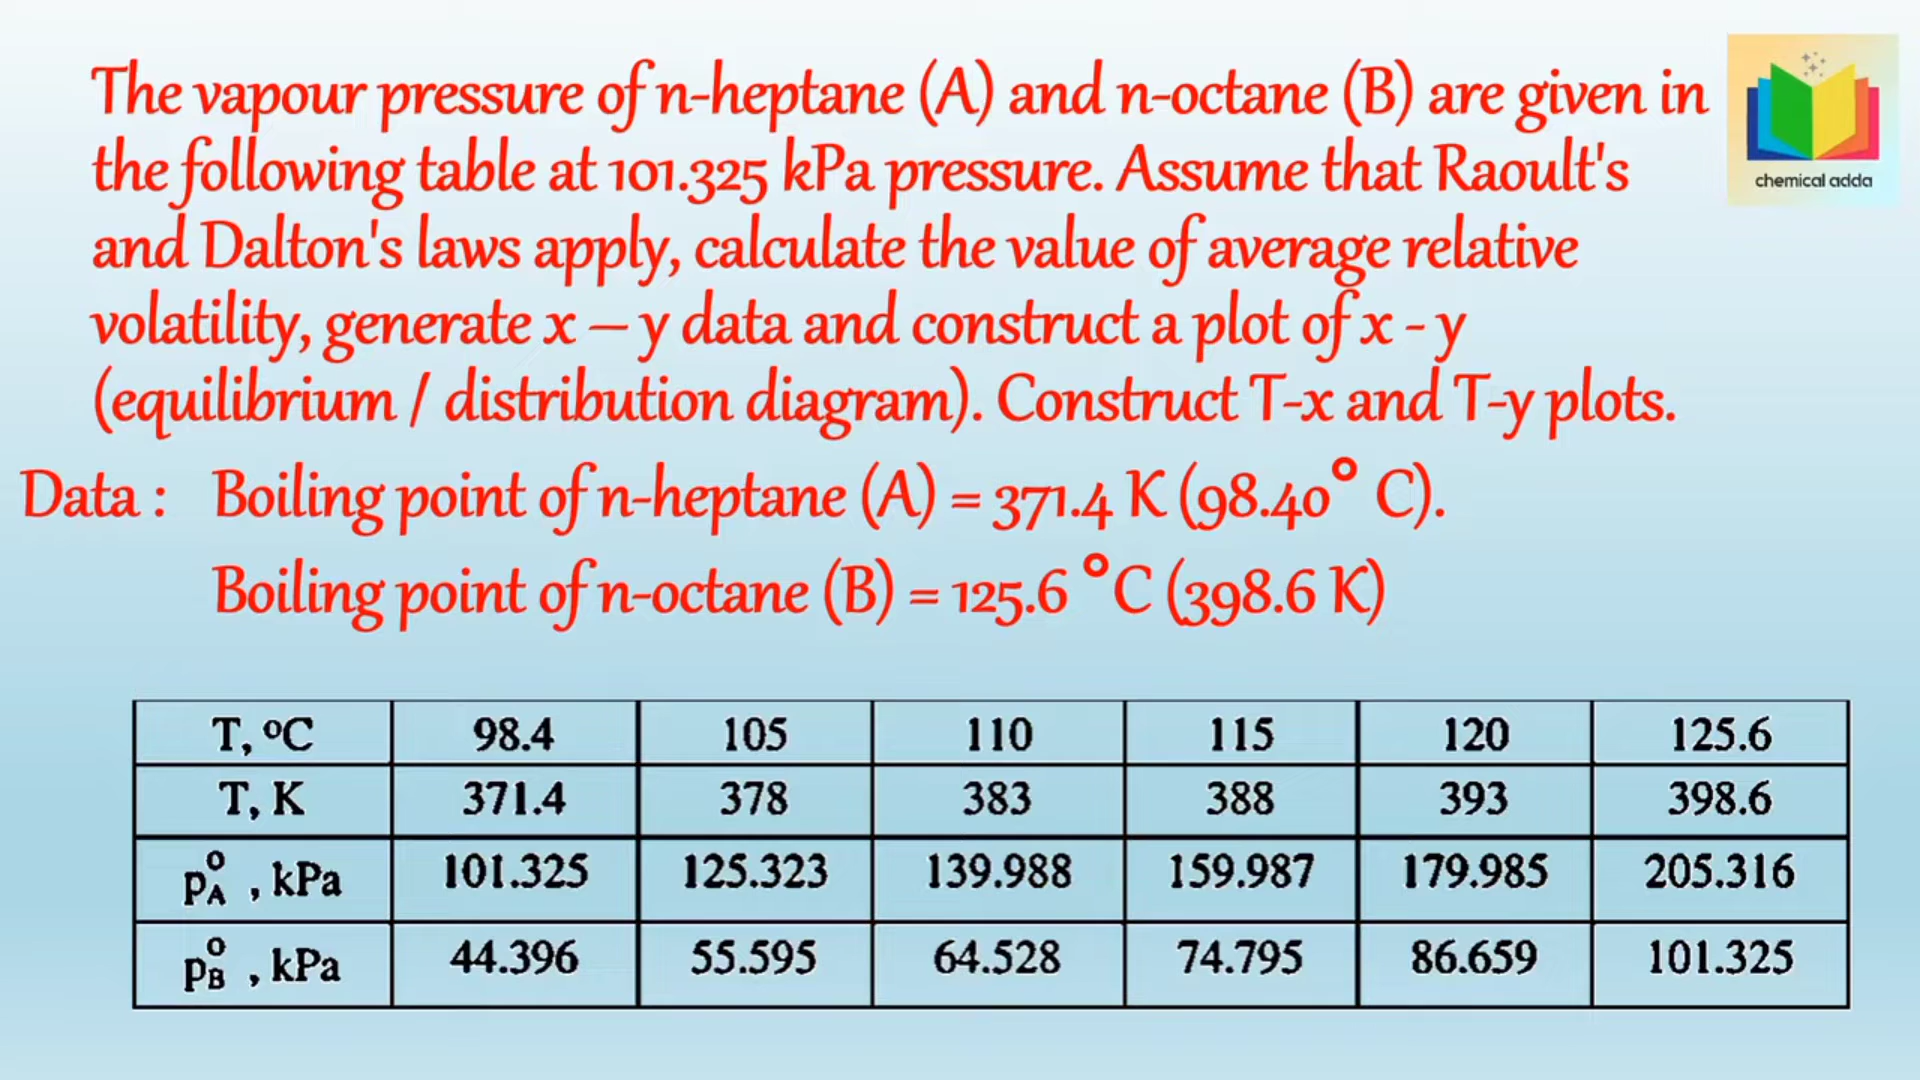 The vapour pressure of n-heptane (A) and n-octane (B) are given in
the following table at 101.325 kPa pressure. Assume that Raoult's
and Dalton's laws apply, calculate the value of average relative
volatility, generate x – y data and construct a plot of x - y
(equilibrium / distribution diagram). Construct T-x and T-y plots.
chemical adda
Data : Boiling point of n-heptane (A) = 371.4 K (98.40° C).
Boiling point of n-octane (B) = 125.6 °C (398.6 K)
T, °C 98.4 105 110 115 120 125.6
T, K 371.4 378 383 388 393 398.6
p°A , kPa 101.325 125.323 139.988 159.987 179.985 205.316
p°B , kPa 44.396 55.595 64.528 74.795 86.659 101.325